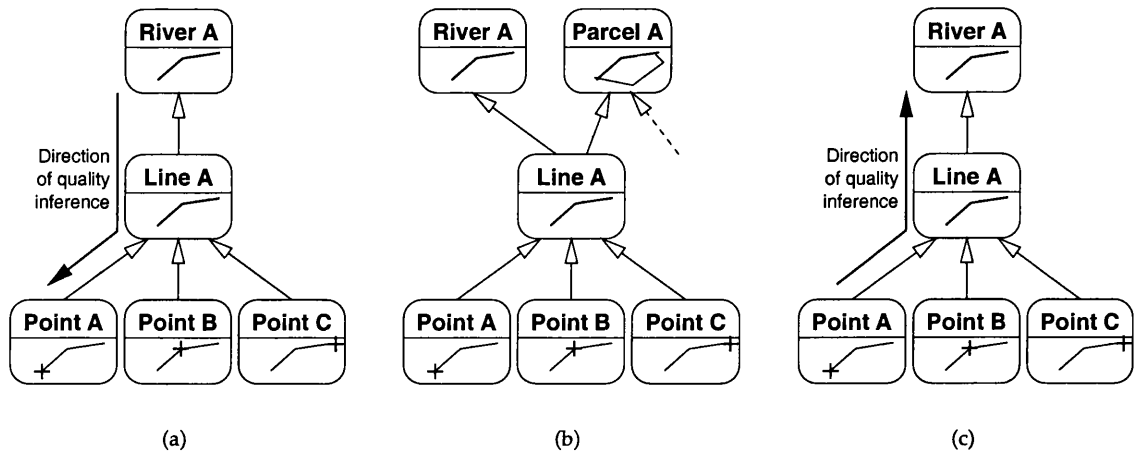 River A
Direction
of quality
inference
Line A
Point A
Point B
Point C
(a)
River A
Parcel A
Line A
Point A
Point B
Point C
(b)
River A
Direction
of quality
inference
Line A
Point A
Point B
Point C
(c)